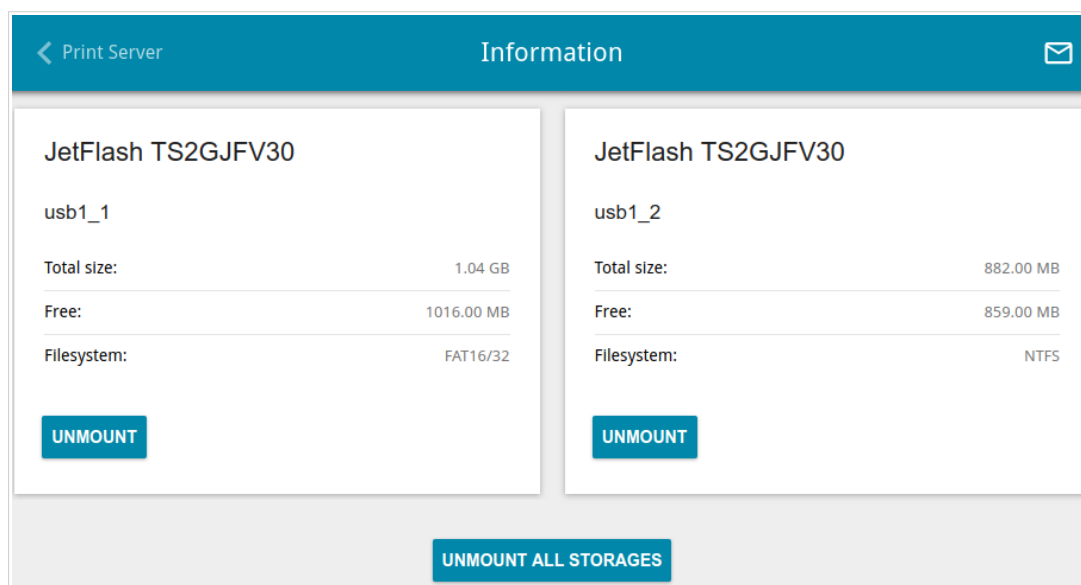 Print Server
Information
JetFlash TS2GJFV30
usb1_1
Total size: 1.04 GB
Free: 1016.00 MB
Filesystem: FAT16/32
UNMOUNT
JetFlash TS2GJFV30
usb1_2
Total size: 882.00 MB
Free: 859.00 MB
Filesystem: NTFS
UNMOUNT
UNMOUNT ALL STORAGES